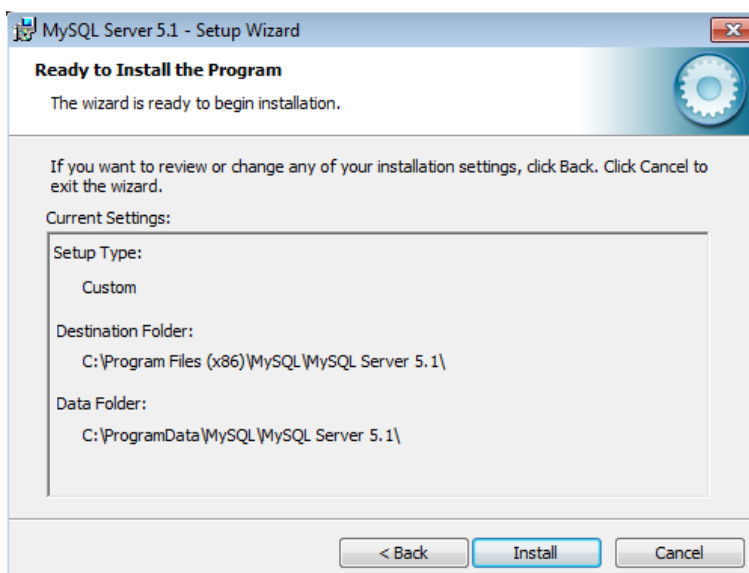 MySQL Server 5.1 - Setup Wizard
Ready to Install the Program
The wizard is ready to begin installation.
If you want to review or change any of your installation settings, click Back. Click Cancel to
exit the wizard.
Current Settings:
Setup Type:
Custom
Destination Folder:
C:\Program Files (x86)\MySQL\MySQL Server 5.1\
Data Folder:
C:\ProgramData\MySQL\MySQL Server 5.1\
< Back Install Cancel